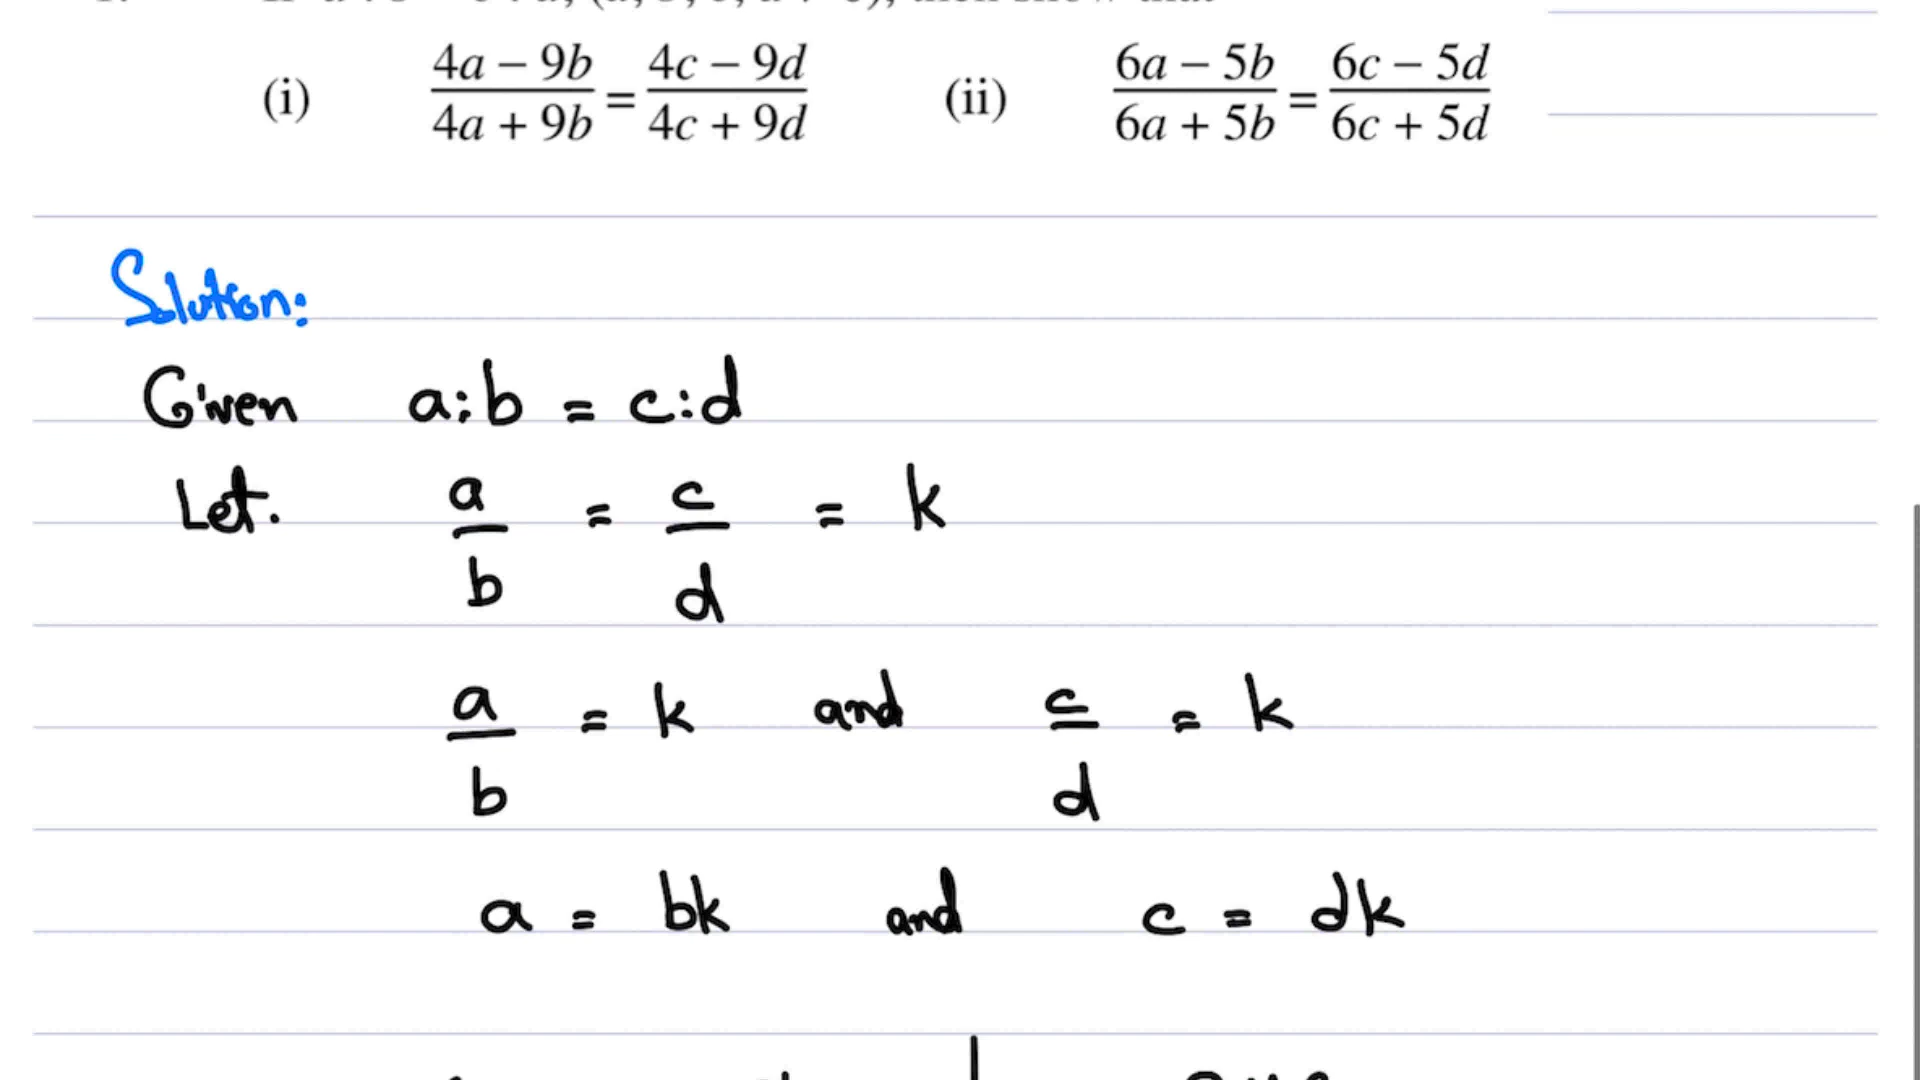 (i) (4a − 9b)/(4a + 9b) = (4c − 9d)/(4c + 9d) (ii) (6a − 5b)/(6a + 5b) = (6c − 5d)/(6c + 5d)
Solution:
Given a:b = c:d
Let. a/b = c/d = k
a/b = k and c/d = k
a = bk and c = dk